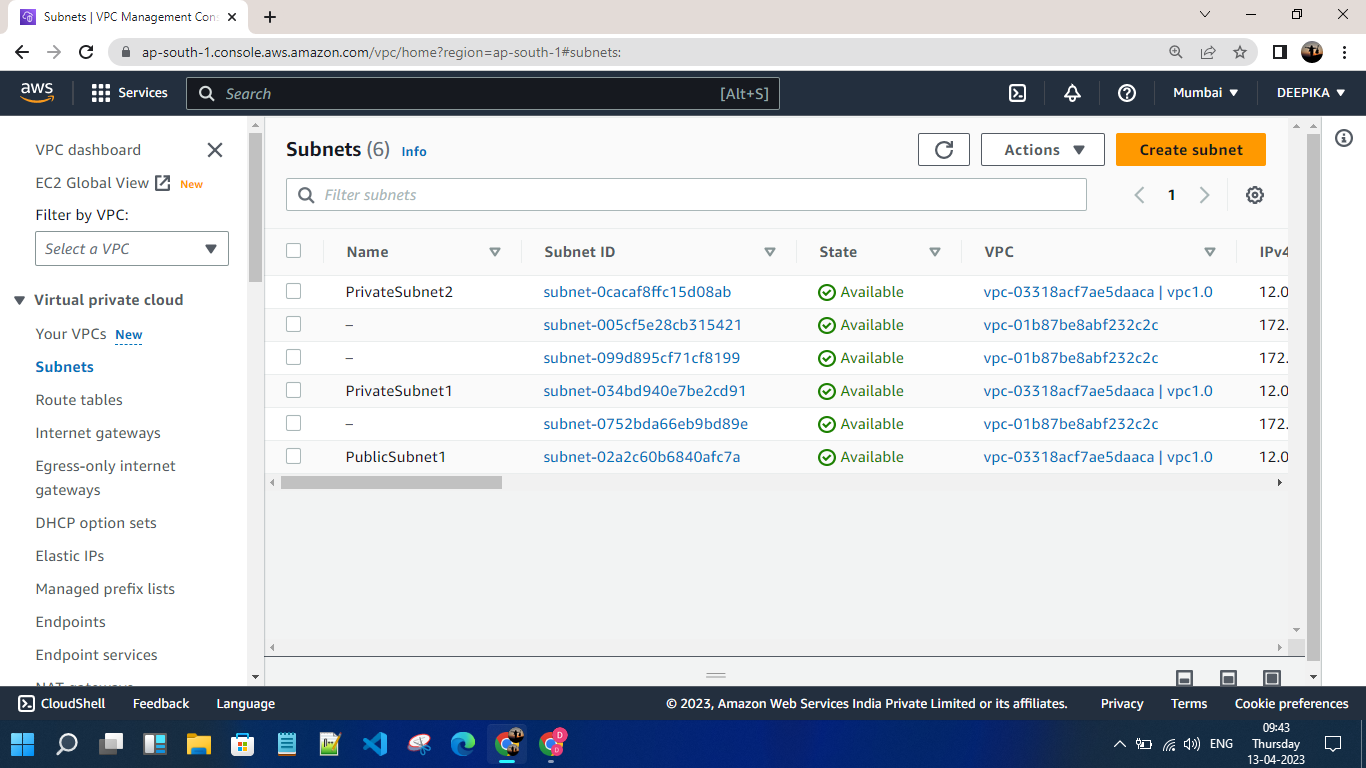 Subnets | VPC Management Cons
ap-south-1.console.aws.amazon.com/vpc/home?region=ap-south-1#subnets:
aws Services Search [Alt+S] Mumbai DEEPIKA
VPC dashboard
EC2 Global View New
Filter by VPC:
Select a VPC
Virtual private cloud
Your VPCs New
Subnets
Route tables
Internet gateways
Egress-only internet
gateways
DHCP option sets
Elastic IPs
Managed prefix lists
Endpoints
Endpoint services
NAT gateways
Subnets (6) Info Actions Create subnet
Filter subnets 1
Name Subnet ID State VPC IPv4
PrivateSubnet2 subnet-0cacaf8ffc15d08ab Available vpc-03318acf7ae5daaca | vpc1.0 12.0
– subnet-005cf5e28cb315421 Available vpc-01b87be8abf232c2c 172.
– subnet-099d895cf71cf8199 Available vpc-01b87be8abf232c2c 172.
PrivateSubnet1 subnet-034bd940e7be2cd91 Available vpc-03318acf7ae5daaca | vpc1.0 12.0
– subnet-0752bda66eb9bd89e Available vpc-01b87be8abf232c2c 172.
PublicSubnet1 subnet-02a2c60b6840afc7a Available vpc-03318acf7ae5daaca | vpc1.0 12.0
CloudShell Feedback Language © 2023, Amazon Web Services India Private Limited or its affiliates. Privacy Terms Cookie preferences
D
D
ENG
09:43
Thursday
13-04-2023